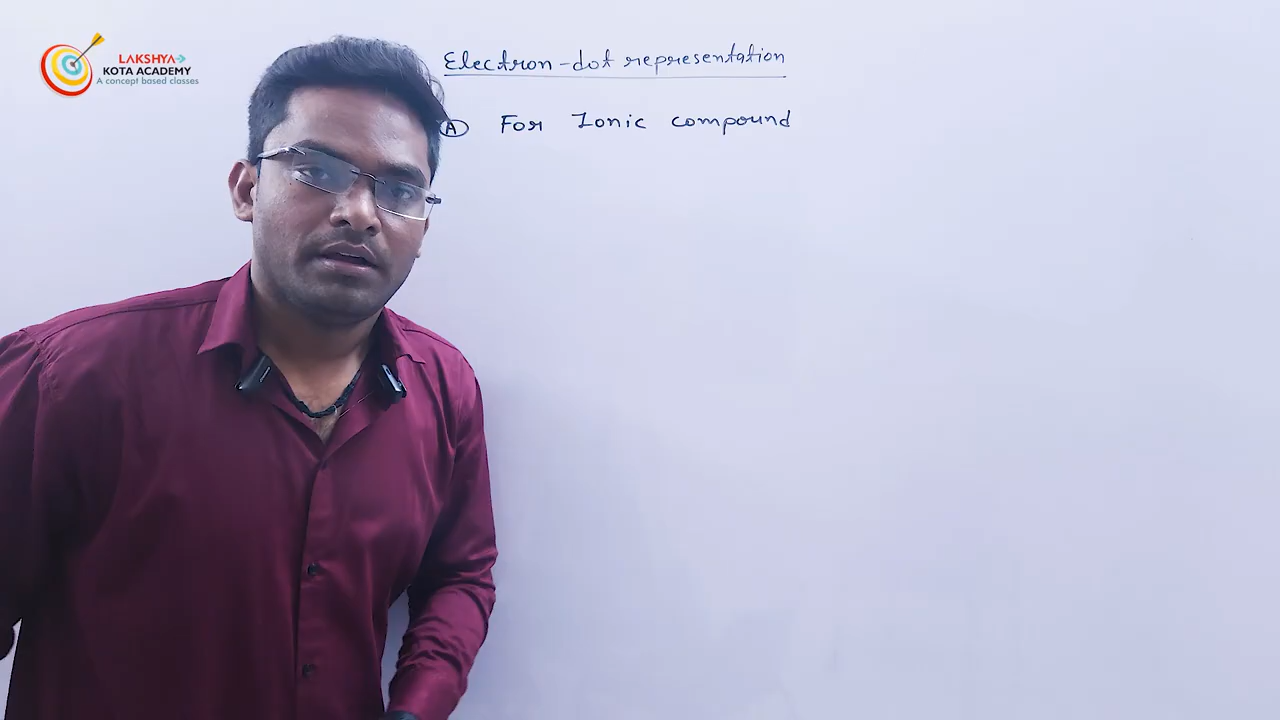 LAKSHYA
KOTA ACADEMY
A concept based classes
Electron-dot representation
A For Ionic compound